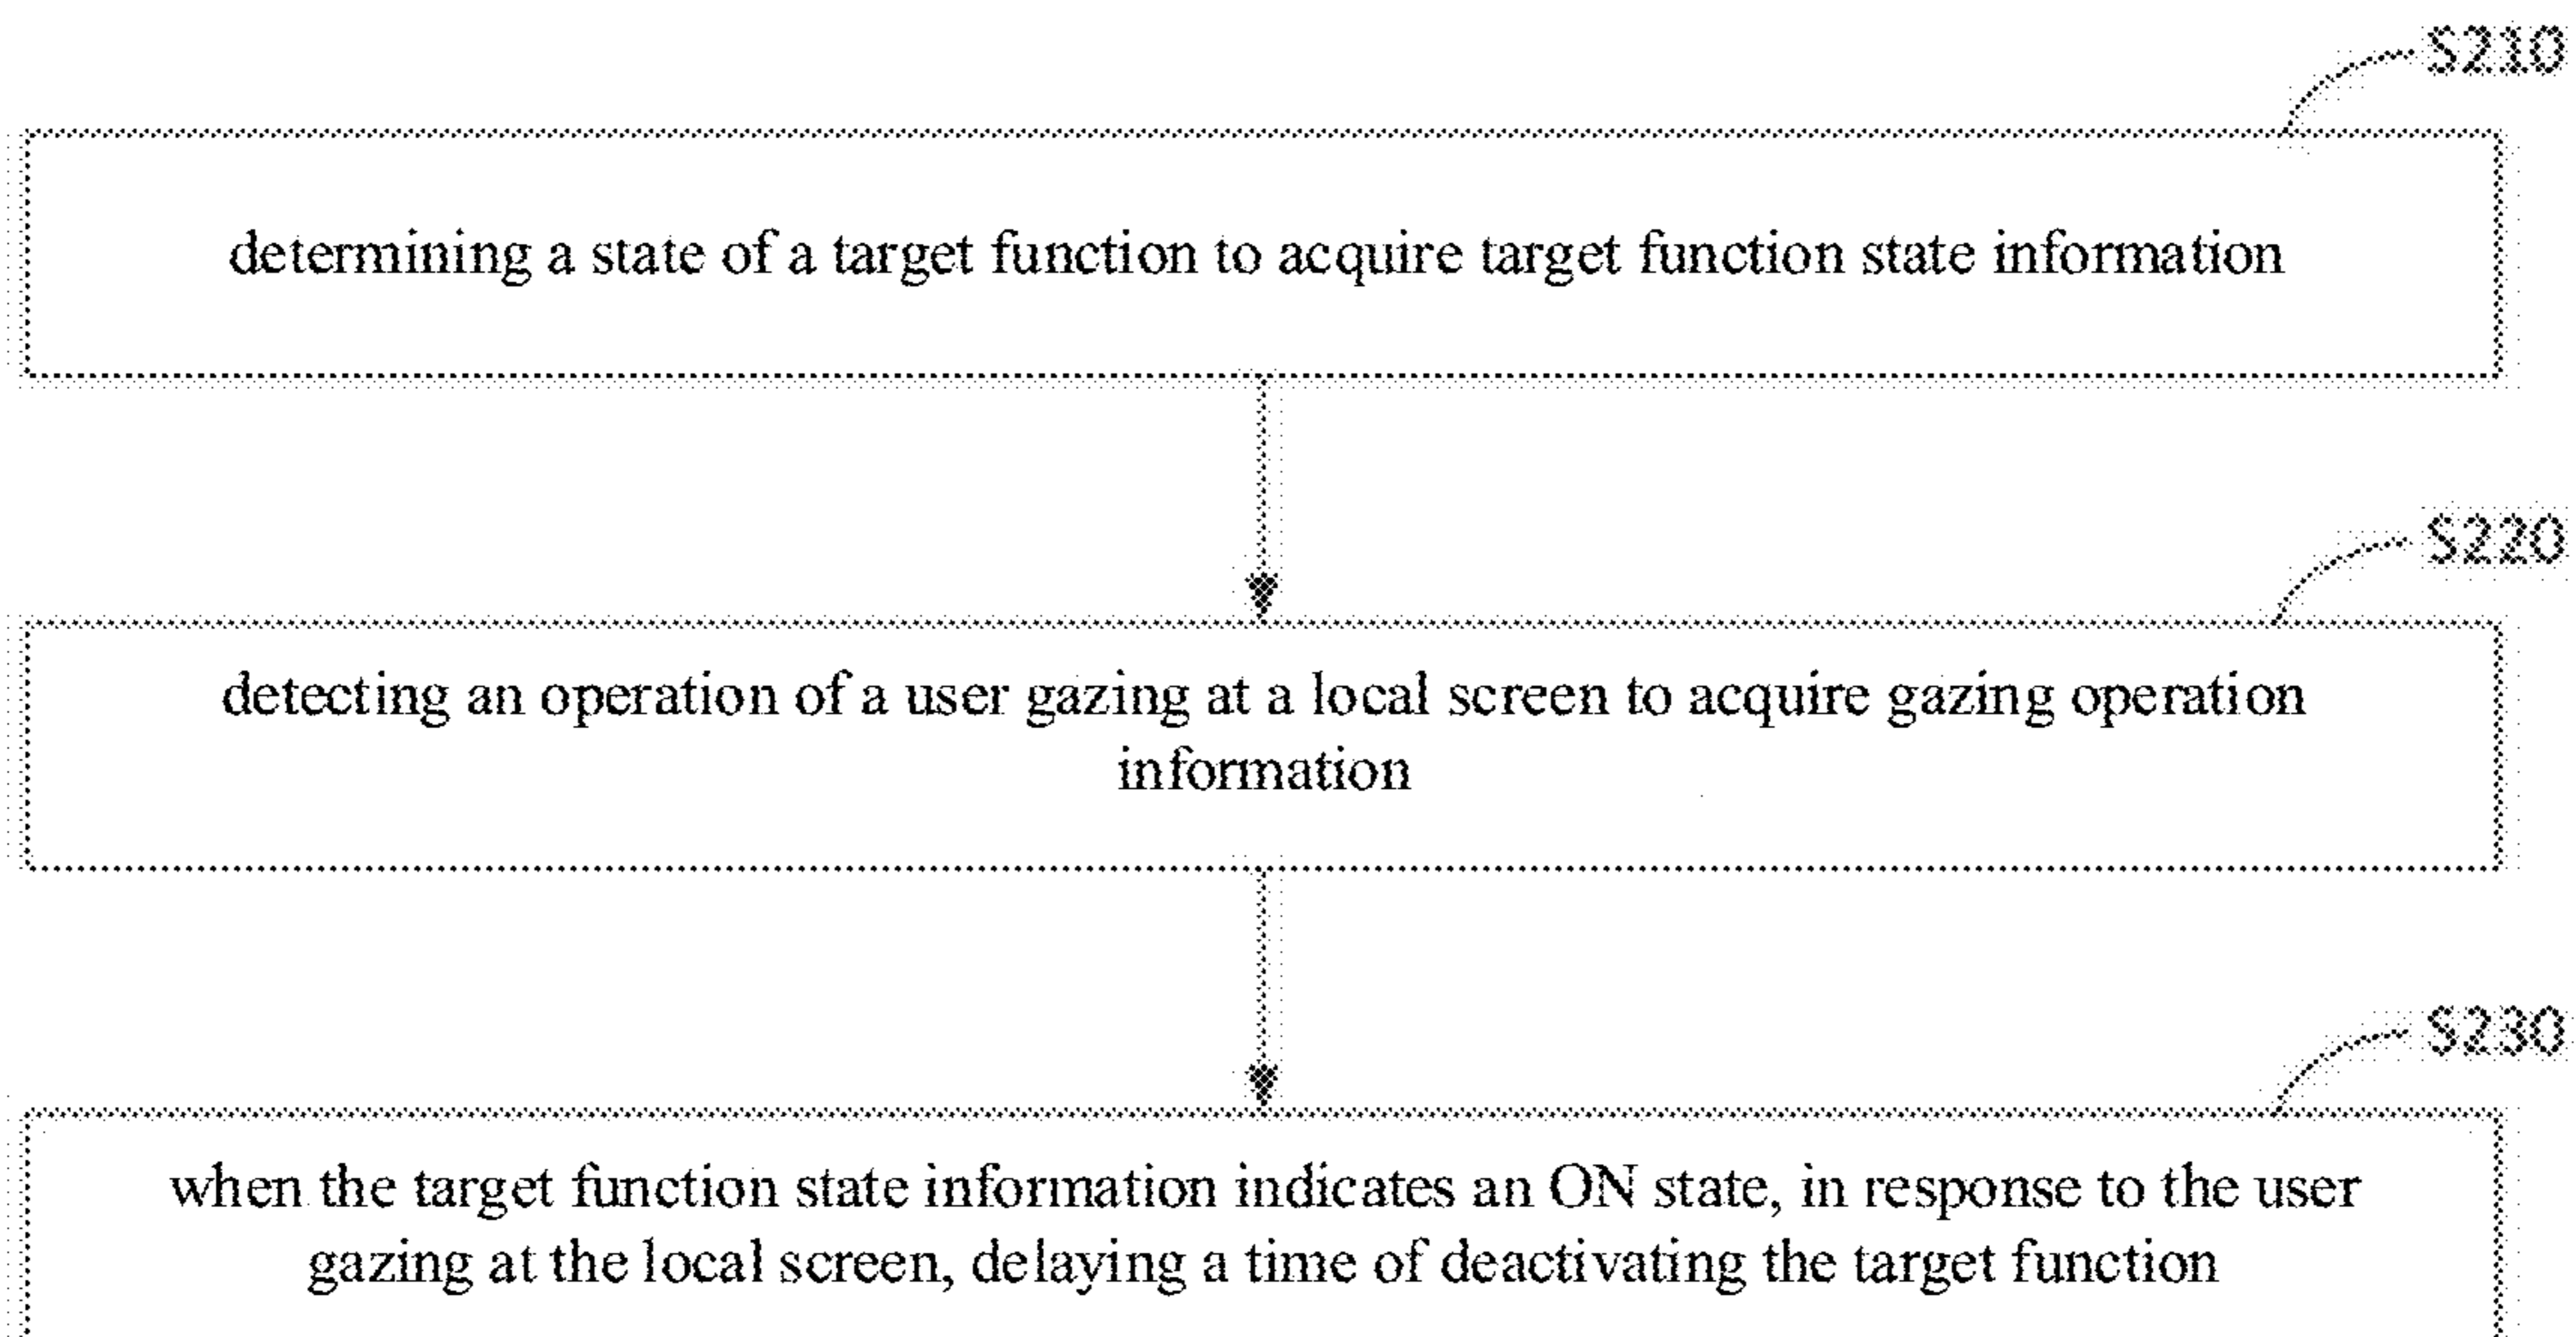 S210
determining a state of a target function to acquire target function state information
S220
detecting an operation of a user gazing at a local screen to acquire gazing operation
information
S230
when the target function state information indicates an ON state, in response to the user
gazing at the local screen, delaying a time of deactivating the target function